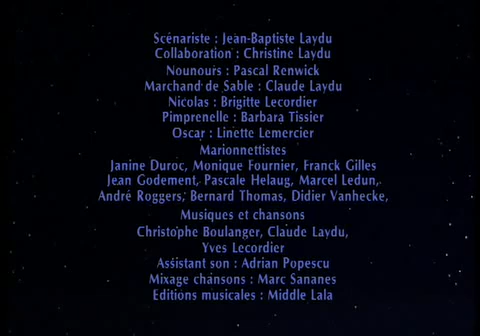 Scénariste : Jean-Baptiste Laydu
Collaboration : Christine Laydu
Nounours : Pascal Renwick
Marchand de Sable : Claude Laydu
Nicolas : Brigitte Lecordier
Pimprenelle : Barbara Tissier
Oscar : Linette Lemercier
Marionnettistes
Janine Duroc, Monique Fournier, Franck Gilles
Jean Godement, Pascale Helaug, Marcel Ledun,
André Roggers, Bernard Thomas, Didier Vanhecke,
Musiques et chansons
Christophe Boulanger, Claude Laydu,
Yves Lecordier
Assistant son : Adrian Popescu
Mixage chansons : Marc Sananes
Editions musicales : Middle Lala